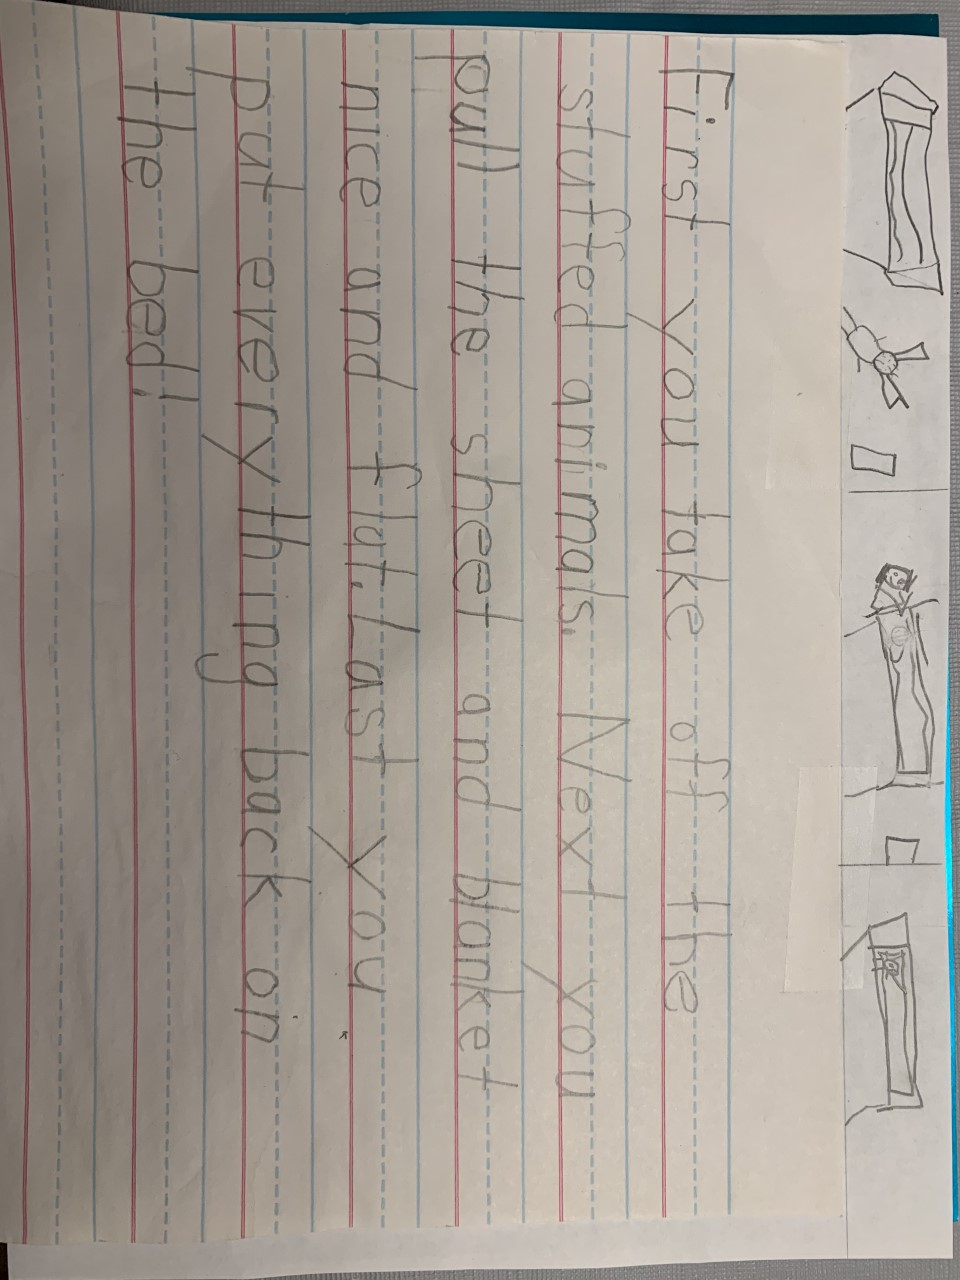 First you take off the
stuffed animals. Next you
pull the sheet and blanket
nice and flat. Last you
put everything back on
the bed!